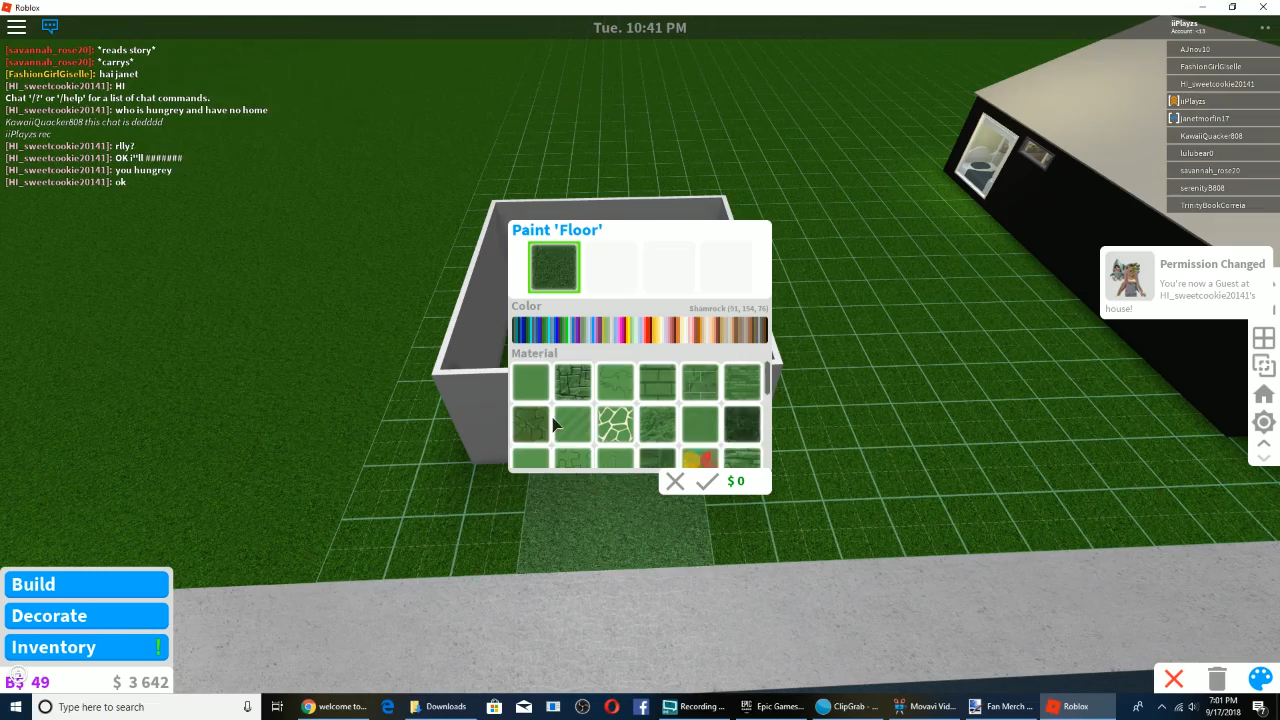 Roblox
Tue. 10:41 PM
iiPlayzs
Account: <13
[savannah_rose20]: *reads story*
[savannah_rose20]: *carrys*
[FashionGirlGiselle]: hai janet
[HI_sweetcookie20141]: HI
Chat '/?' or '/help' for a list of chat commands.
[HI_sweetcookie20141]: who is hungrey and have no home
KawaiiQuacker808 this chat is dedddd
iiPlayzs rec
[HI_sweetcookie20141]: rlly?
[HI_sweetcookie20141]: OK i"ll #######
[HI_sweetcookie20141]: you hungrey
[HI_sweetcookie20141]: ok
AJnov10
FashionGirlGiselle
HI_sweetcookie20141
iiPlayzs
janetmorfin17
KawaiiQuacker808
lulubear0
savannah_rose20
serenityB808
TrinityBookCorreia
Paint 'Floor'
Color
Shamrock (91, 154, 76)
Material
$ 0
Permission Changed
You're now a Guest at
HI_sweetcookie20141's
house!
Build
Decorate
Inventory !
B$ 49 $ 3 642
Type here to search
welcome to...
Downloads
Recording ...
Epic Games...
ClipGrab - ...
Movavi Vid...
Fan Merch ...
Roblox
7:01 PM
9/17/2018